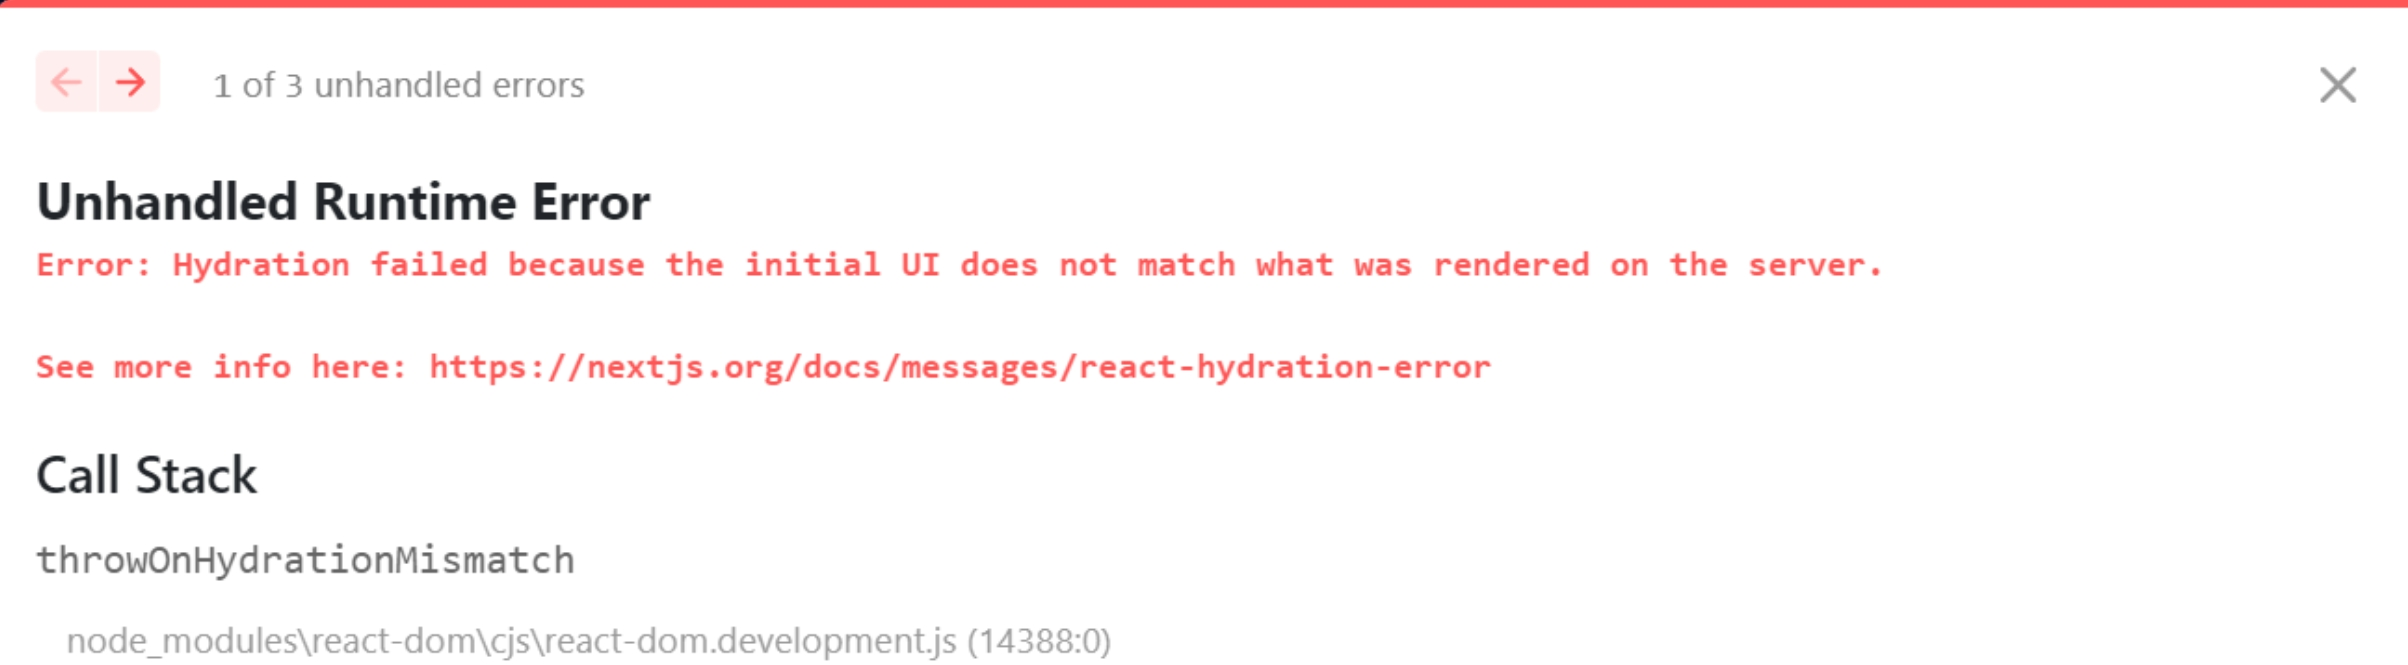 1 of 3 unhandled errors
Unhandled Runtime Error
Error: Hydration failed because the initial UI does not match what was rendered on the server.
See more info here: https://nextjs.org/docs/messages/react-hydration-error
Call Stack
throwOnHydrationMismatch
node_modules\react-dom\cjs\react-dom.development.js (14388:0)